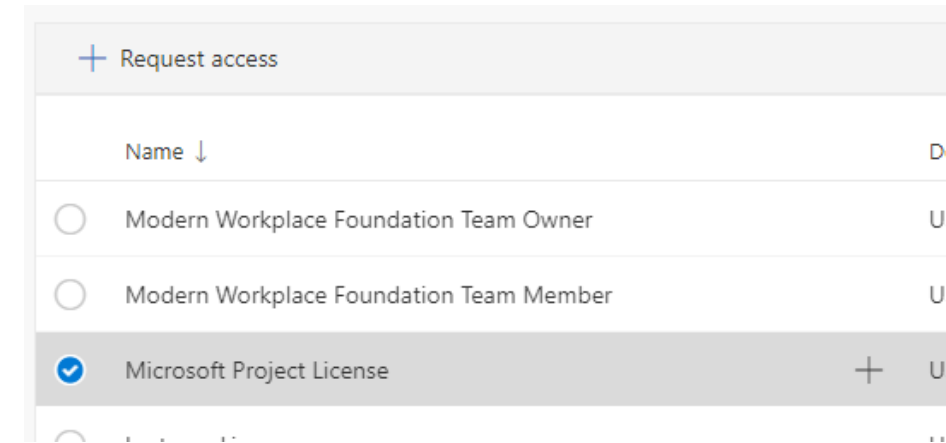 Request access
Name ↓
Modern Workplace Foundation Team Owner
Modern Workplace Foundation Team Member
Microsoft Project License